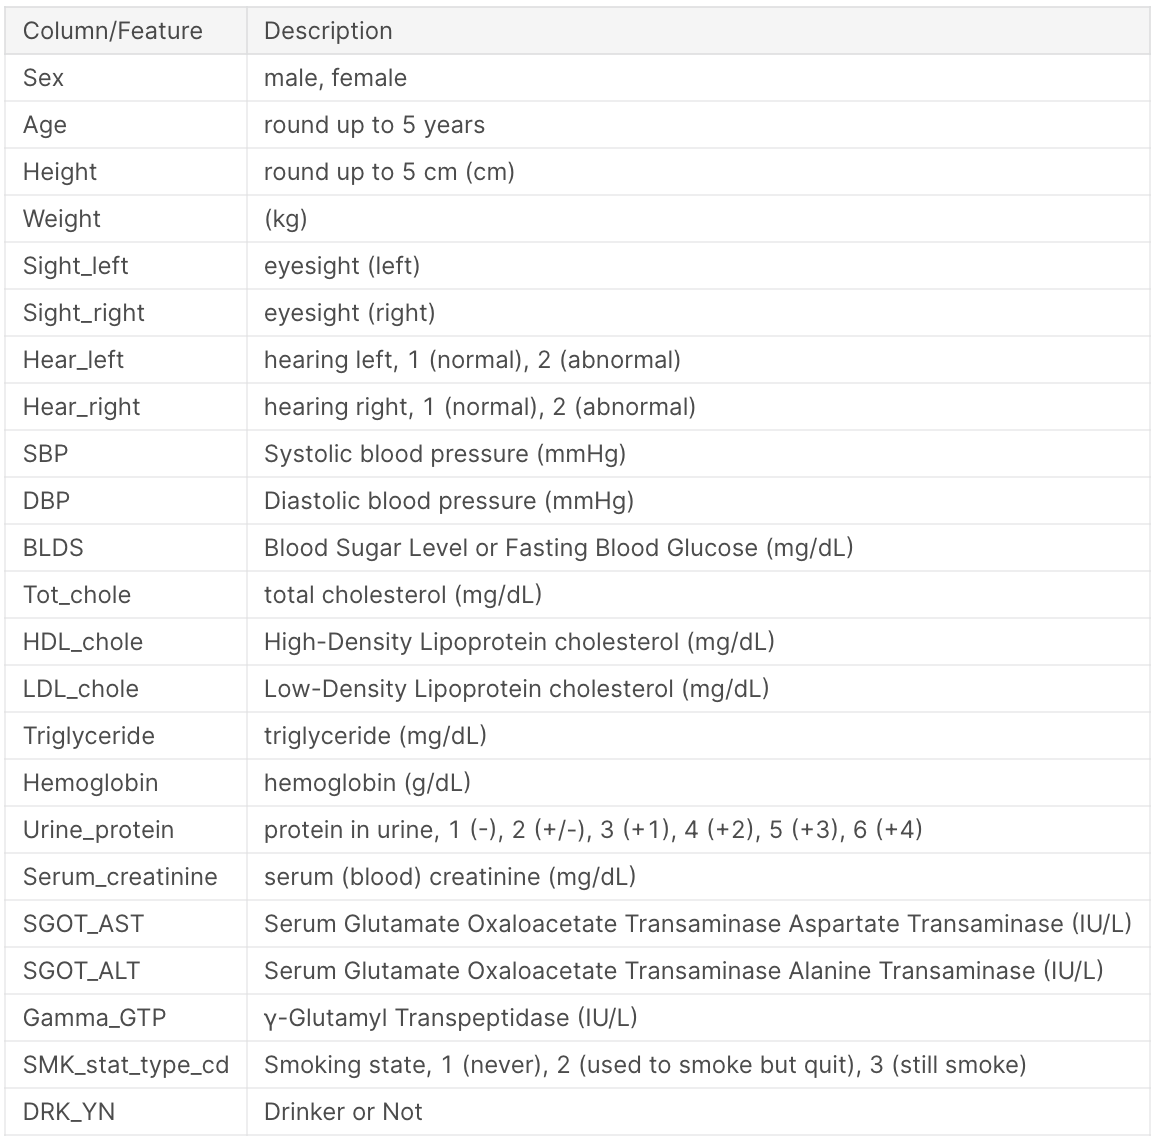 Column/Feature Description
Sex male, female
Age round up to 5 years
Height round up to 5 cm (cm)
Weight (kg)
Sight_left eyesight (left)
Sight_right eyesight (right)
Hear_left hearing left, 1 (normal), 2 (abnormal)
Hear_right hearing right, 1 (normal), 2 (abnormal)
SBP Systolic blood pressure (mmHg)
DBP Diastolic blood pressure (mmHg)
BLDS Blood Sugar Level or Fasting Blood Glucose (mg/dL)
Tot_chole total cholesterol (mg/dL)
HDL_chole High-Density Lipoprotein cholesterol (mg/dL)
LDL_chole Low-Density Lipoprotein cholesterol (mg/dL)
Triglyceride triglyceride (mg/dL)
Hemoglobin hemoglobin (g/dL)
Urine_protein protein in urine, 1 (-), 2 (+/-), 3 (+1), 4 (+2), 5 (+3), 6 (+4)
Serum_creatinine serum (blood) creatinine (mg/dL)
SGOT_AST Serum Glutamate Oxaloacetate Transaminase Aspartate Transaminase (IU/L)
SGOT_ALT Serum Glutamate Oxaloacetate Transaminase Alanine Transaminase (IU/L)
Gamma_GTP γ-Glutamyl Transpeptidase (IU/L)
SMK_stat_type_cd Smoking state, 1 (never), 2 (used to smoke but quit), 3 (still smoke)
DRK_YN Drinker or Not